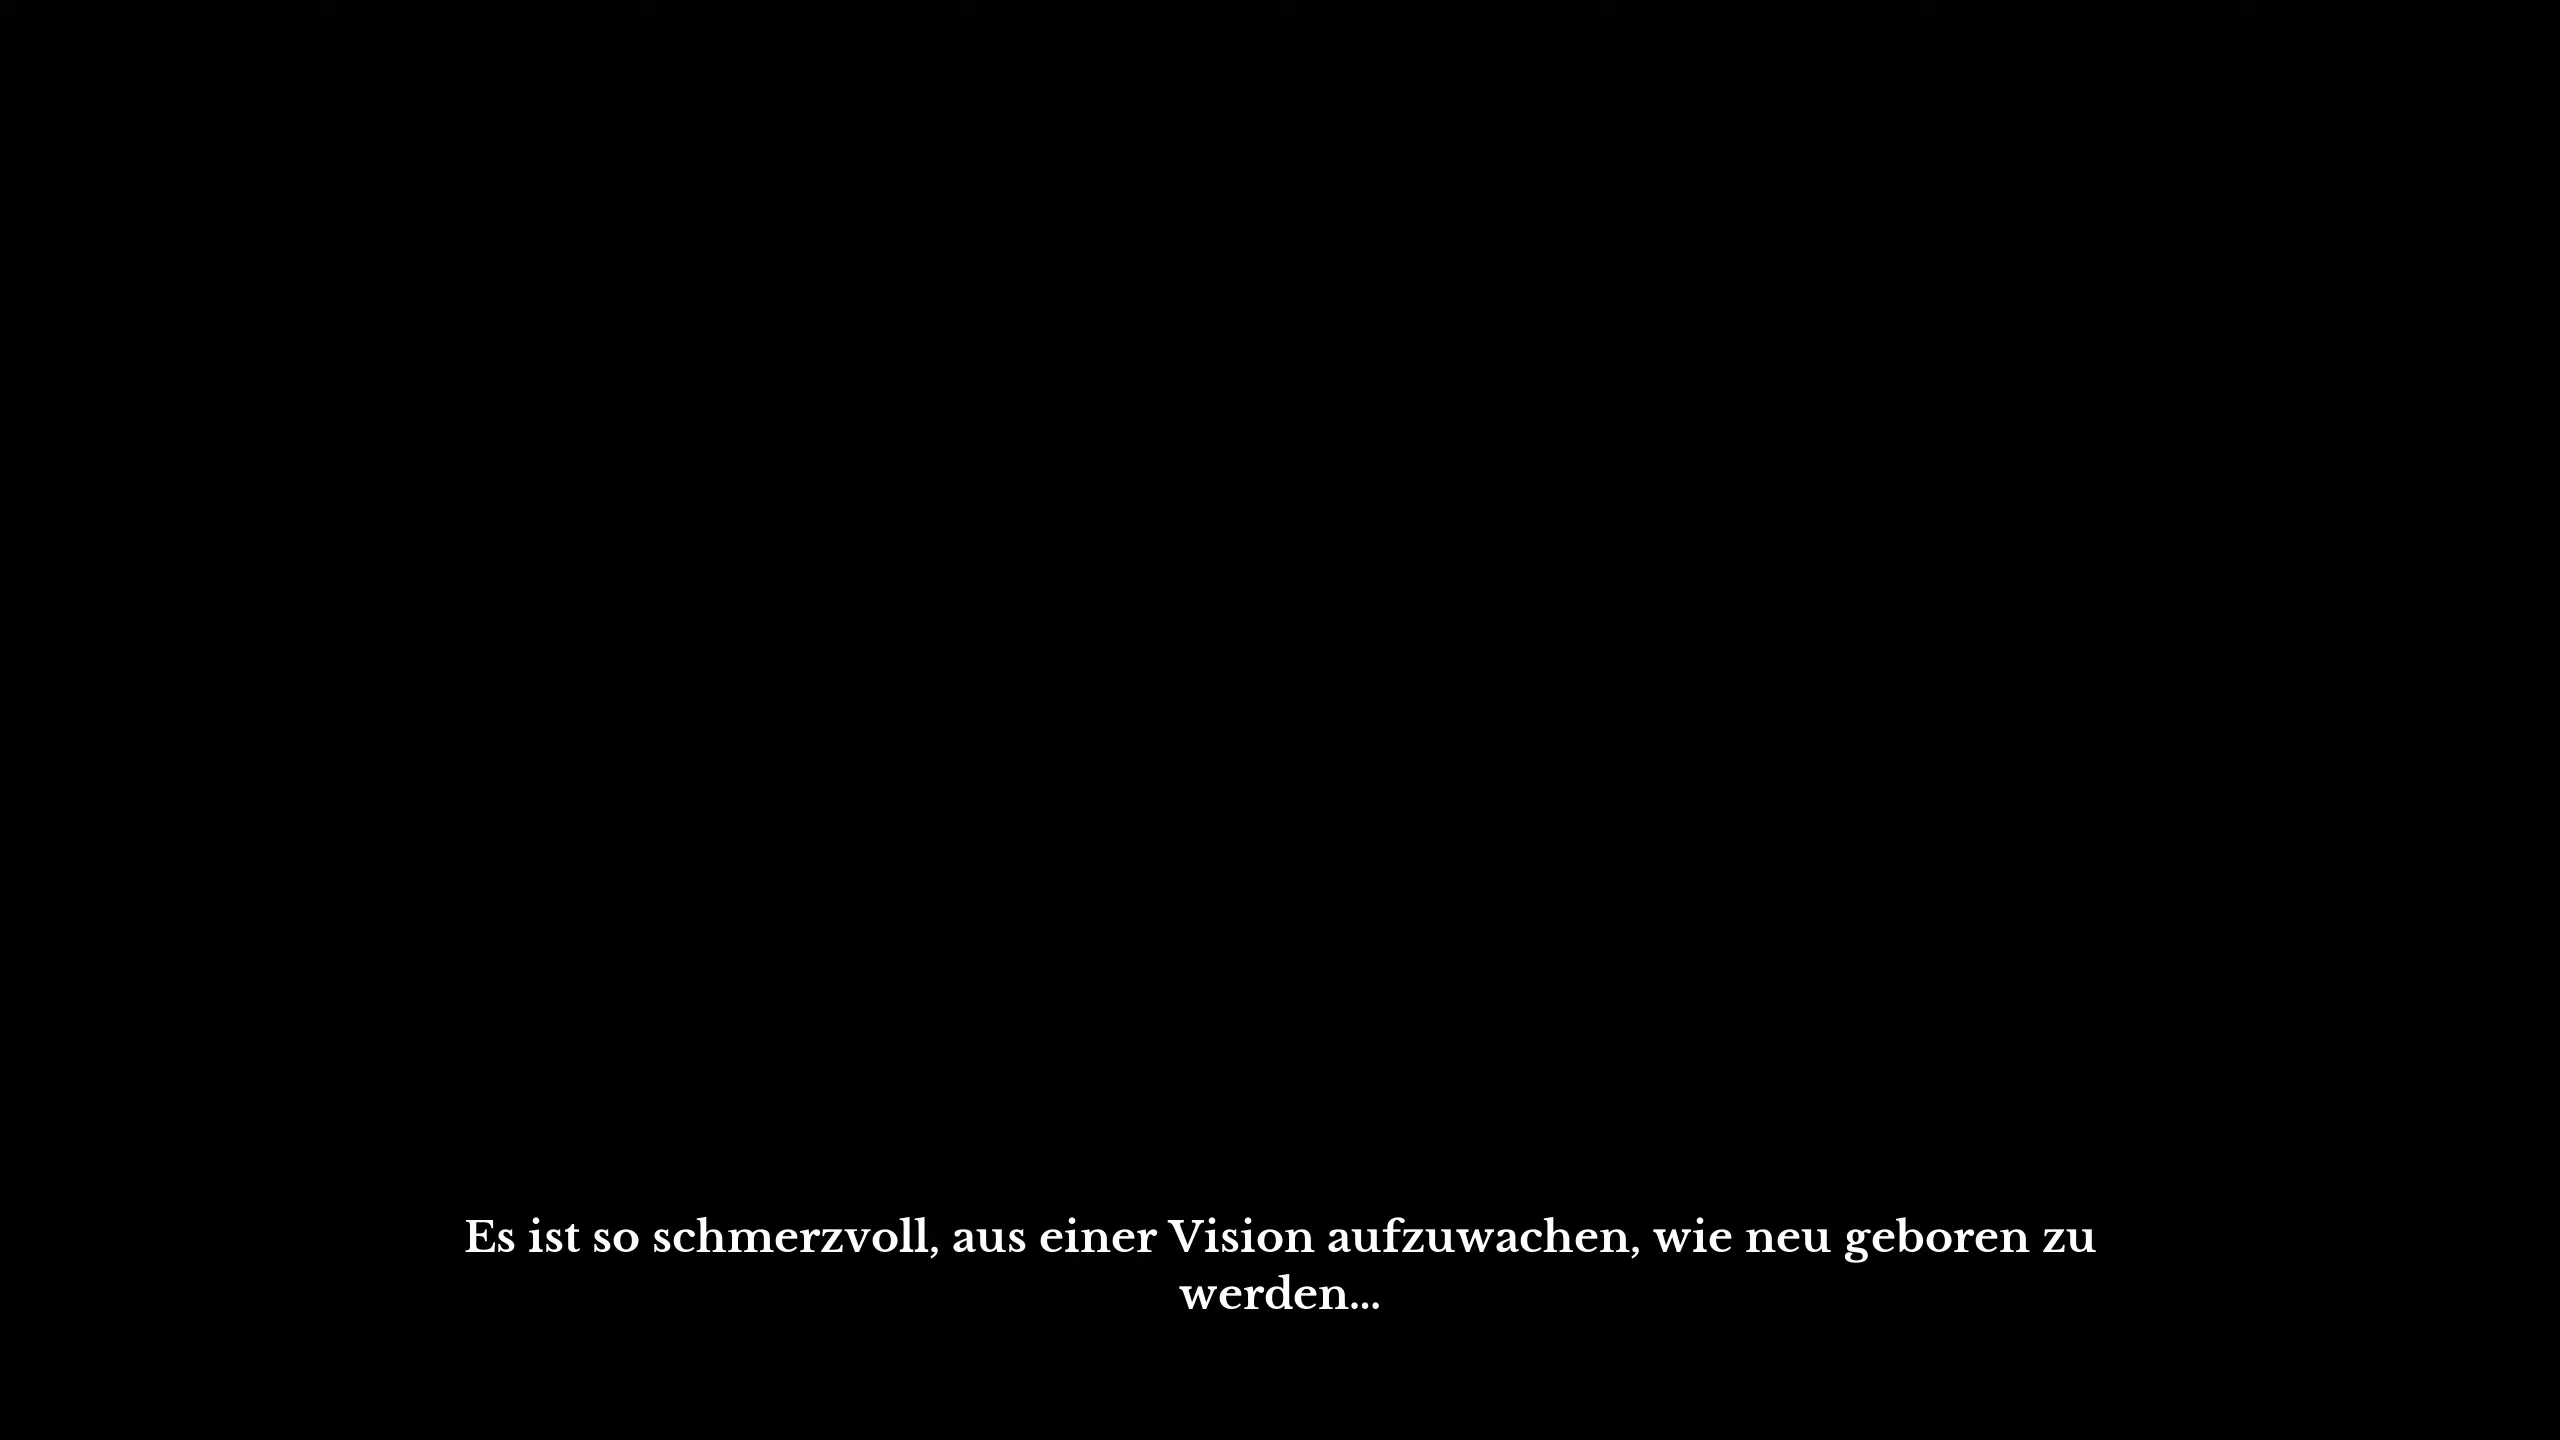 Es ist so schmerzvoll, aus einer Vision aufzuwachen, wie neu geboren zu
werden...